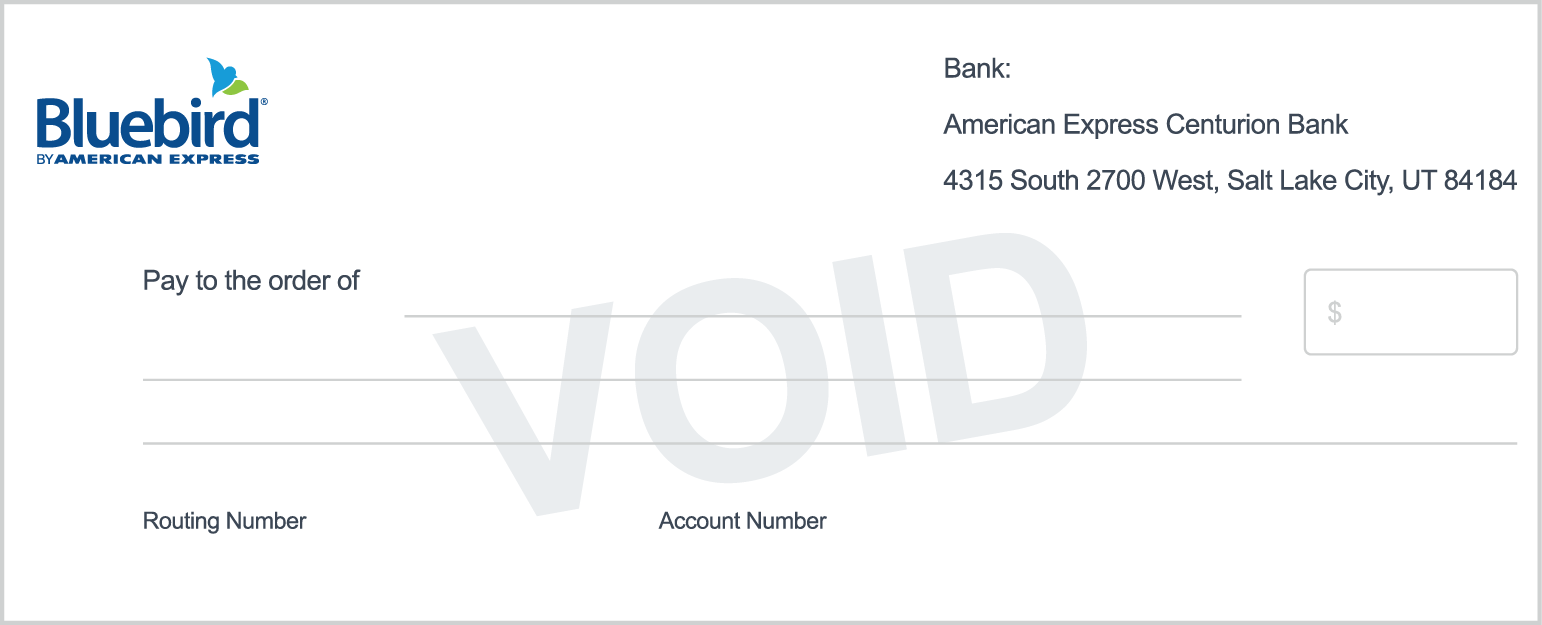 Bluebird®
BY AMERICAN EXPRESS
Bank:
American Express Centurion Bank
4315 South 2700 West, Salt Lake City, UT 84184
Pay to the order of
$
VOID
Routing Number
Account Number